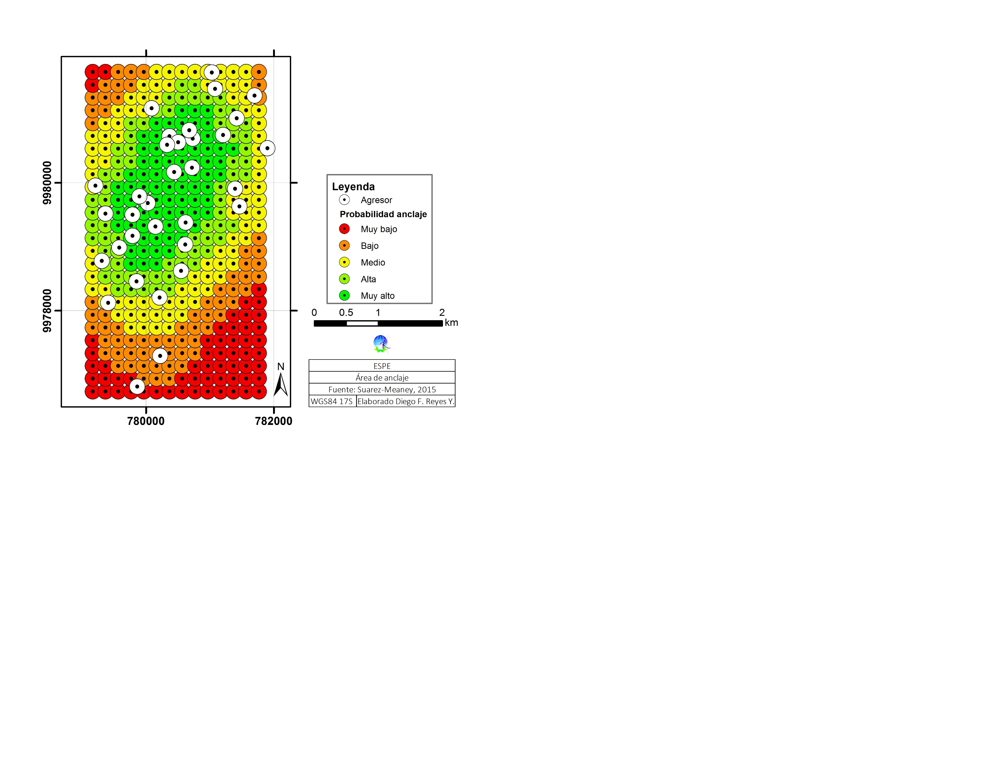 9980000
9978000
780000
782000
N
Leyenda
Agresor
Probabilidad anclaje
Muy bajo
Bajo
Medio
Alta
Muy alto
0 0.5 1 2
km
ESPE
Área de anclaje
Fuente: Suarez-Meaney, 2015
WGS84 17S Elaborado Diego F. Reyes Y.